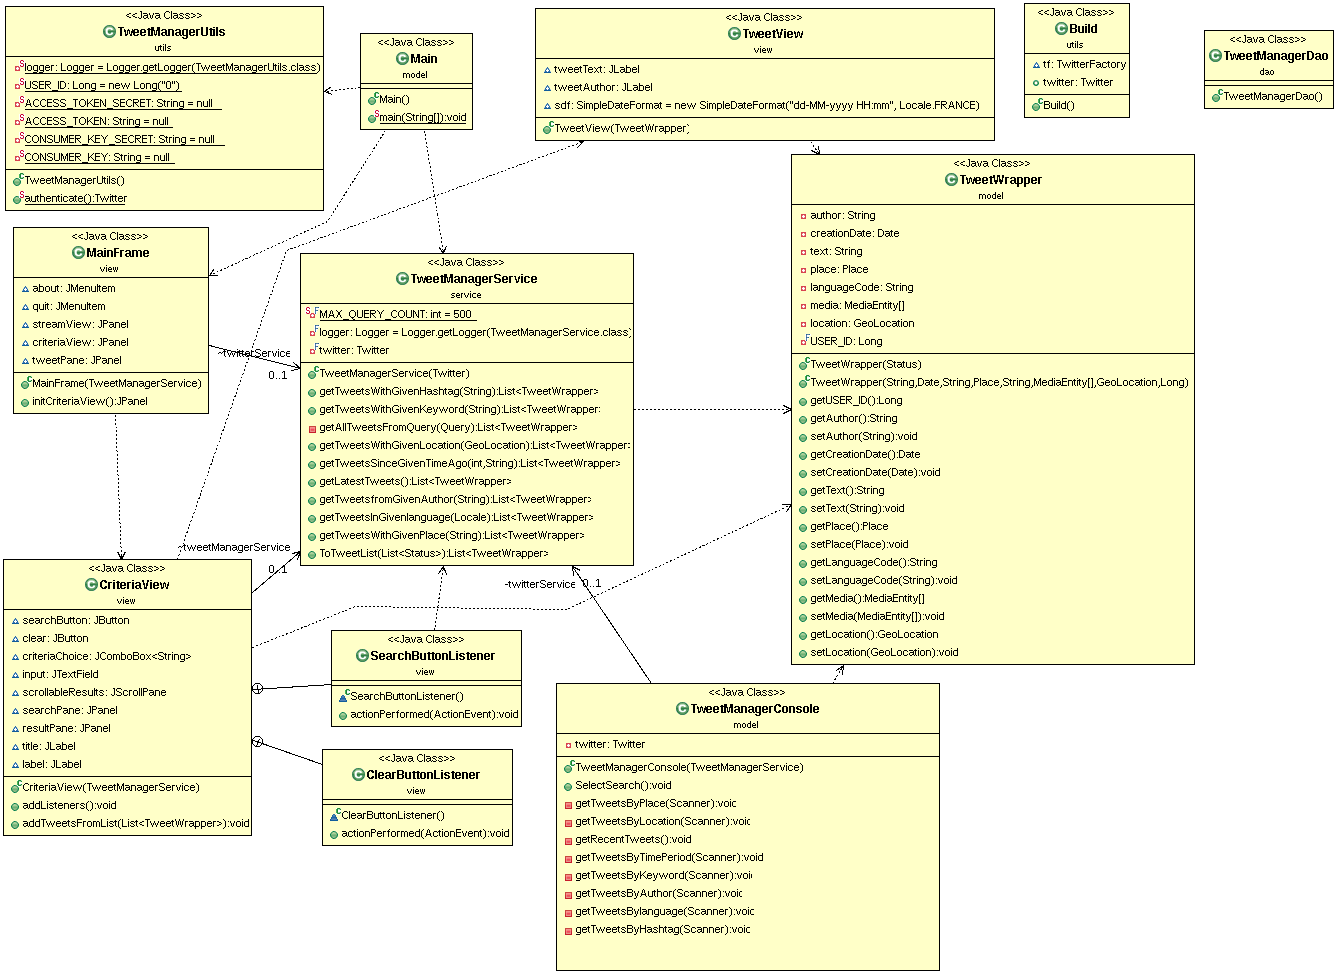 <<Java Class>>
TweetManagerUtils
utils
logger: Logger = Logger.getLogger(TweetManagerUtils.class)
USER_ID: Long = new Long("0")
ACCESS_TOKEN_SECRET: String = null
ACCESS_TOKEN: String = null
CONSUMER_KEY_SECRET: String = null
CONSUMER_KEY: String = null
TweetManagerUtils()
authenticate():Twitter
<<Java Class>>
Main
model
Main()
main(String[]):void
<<Java Class>>
TweetView
view
tweetText: JLabel
tweetAuthor: JLabel
sdf: SimpleDateFormat = new SimpleDateFormat("dd-MM-yyyy HH:mm", Locale.FRANCE)
TweetView(TweetWrapper)
<<Java Class>>
Build
utils
tf: TwitterFactory
twitter: Twitter
Build()
<<Java Class>>
TweetManagerDao
dao
TweetManagerDao()
<<Java Class>>
MainFrame
view
about: JMenuItem
quit: JMenuItem
streamView: JPanel
criteriaView: JPanel
tweetPane: JPanel
MainFrame(TweetManagerService)
initCriteriaView():JPanel
~twitterService
0..1
<<Java Class>>
TweetManagerService
service
MAX_QUERY_COUNT: int = 500
logger: Logger = Logger.getLogger(TweetManagerService.class)
twitter: Twitter
TweetManagerService(Twitter)
getTweetsWithGivenHashtag(String):List<TweetWrapper>
getTweetsWithGivenKeyword(String):List<TweetWrapper>
getAllTweetsFromQuery(Query):List<TweetWrapper>
getTweetsWithGivenLocation(GeoLocation):List<TweetWrapper>
getTweetsSinceGivenTimeAgo(int,String):List<TweetWrapper>
getLatestTweets():List<TweetWrapper>
getTweetsfromGivenAuthor(String):List<TweetWrapper>
getTweetsInGivenlanguage(Locale):List<TweetWrapper>
getTweetsWithGivenPlace(String):List<TweetWrapper>
ToTweetList(List<Status>):List<TweetWrapper>
<<Java Class>>
TweetWrapper
model
author: String
creationDate: Date
text: String
place: Place
languageCode: String
media: MediaEntity[]
location: GeoLocation
USER_ID: Long
TweetWrapper(Status)
TweetWrapper(String,Date,String,Place,String,MediaEntity[],GeoLocation,Long)
getUSER_ID():Long
getAuthor():String
setAuthor(String):void
getCreationDate():Date
setCreationDate(Date):void
getText():String
setText(String):void
getPlace():Place
setPlace(Place):void
getLanguageCode():String
setLanguageCode(String):void
getMedia():MediaEntity[]
setMedia(MediaEntity[]):void
getLocation():GeoLocation
setLocation(GeoLocation):void
~tweetManagerService
0..1
<<Java Class>>
CriteriaView
view
searchButton: JButton
clear: JButton
criteriaChoice: JComboBox<String>
input: JTextField
scrollableResults: JScrollPane
searchPane: JPanel
resultPane: JPanel
title: JLabel
label: JLabel
CriteriaView(TweetManagerService)
addListeners():void
addTweetsFromList(List<TweetWrapper>):void
~twitterService 0..1
<<Java Class>>
SearchButtonListener
view
SearchButtonListener()
actionPerformed(ActionEvent):void
<<Java Class>>
ClearButtonListener
view
ClearButtonListener()
actionPerformed(ActionEvent):void
<<Java Class>>
TweetManagerConsole
model
twitter: Twitter
TweetManagerConsole(TweetManagerService)
SelectSearch():void
getTweetsByPlace(Scanner):void
getTweetsByLocation(Scanner):void
getRecentTweets():void
getTweetsByTimePeriod(Scanner):void
getTweetsByKeyword(Scanner):void
getTweetsByAuthor(Scanner):void
getTweetsBylanguage(Scanner):void
getTweetsByHashtag(Scanner):void